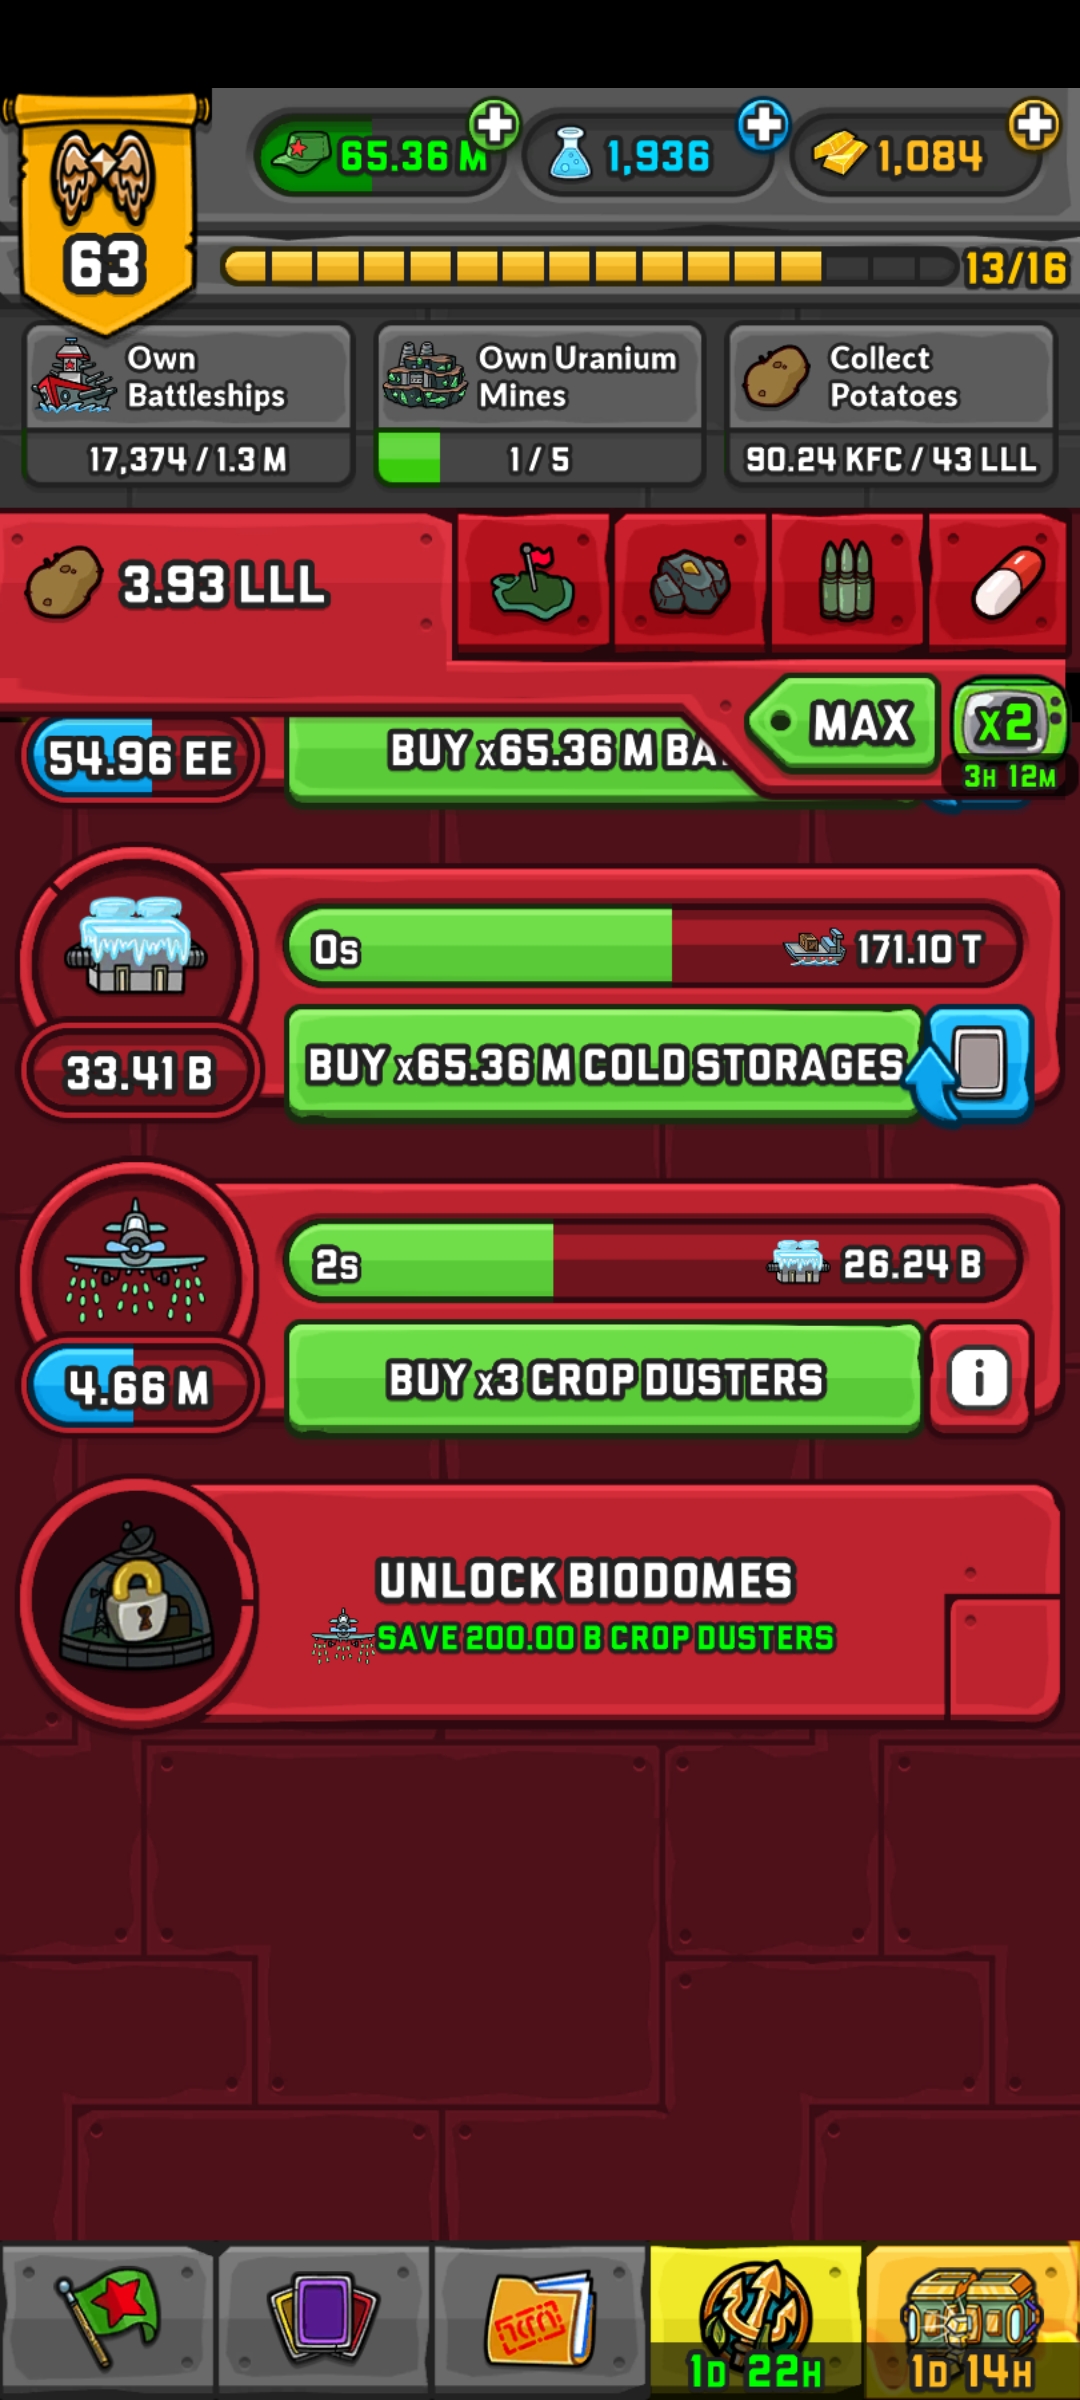 65.36 M
1,936
1,084
63
13/16
Own
Battleships
17,374 / 1.3 M
Own Uranium
Mines
1 / 5
Collect
Potatoes
90.24 KFC / 43 LLL
3.93 LLL
MAX
x2
3H 12M
54.96 EE
BUY x65.36 M BA
0s
171.10 T
33.41 B
BUY x65.36 M COLD STORAGES
2s
26.24 B
4.66 M
BUY x3 CROP DUSTERS
i
UNLOCK BIODOMES
SAVE 200.00 B CROP DUSTERS
1D 22H
1D 14H